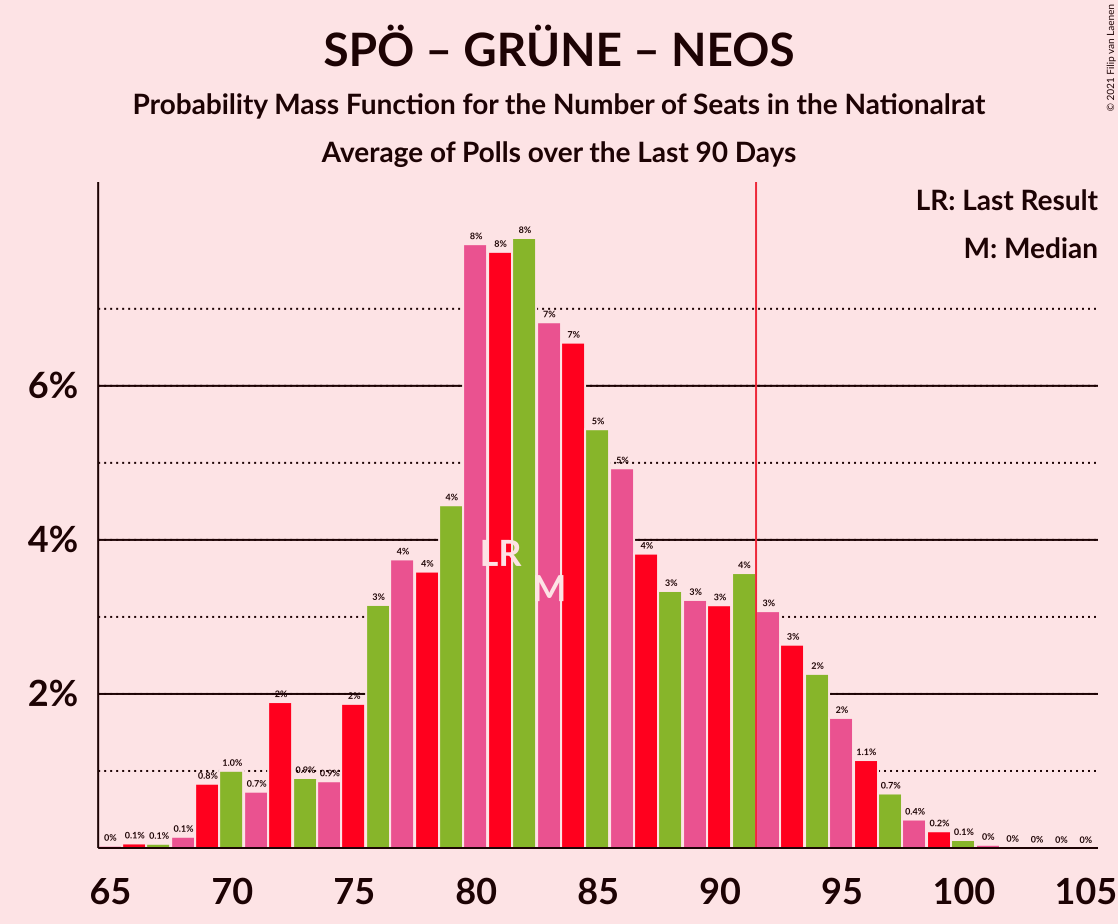 SPÖ – GRÜNE – NEOS
Probability Mass Function for the Number of Seats in the Nationalrat
Average of Polls over the Last 90 Days
© 2021 Filip van Laenen
LR: Last Result
M: Median
6%
4%
2%
0% 0.1% 0.1% 0.1% 0.8% 1.0% 0.7% 2% 0.9% 0.9% 2% 3% 4% 4% 4% 8% 8% 8% 7% 7% 5% 5% 4% 3% 3% 3% 4% 3% 3% 2% 2% 1.1% 0.7% 0.4% 0.2% 0.1% 0% 0% 0% 0% 0%
LR
M
65 70 75 80 85 90 95 100 105